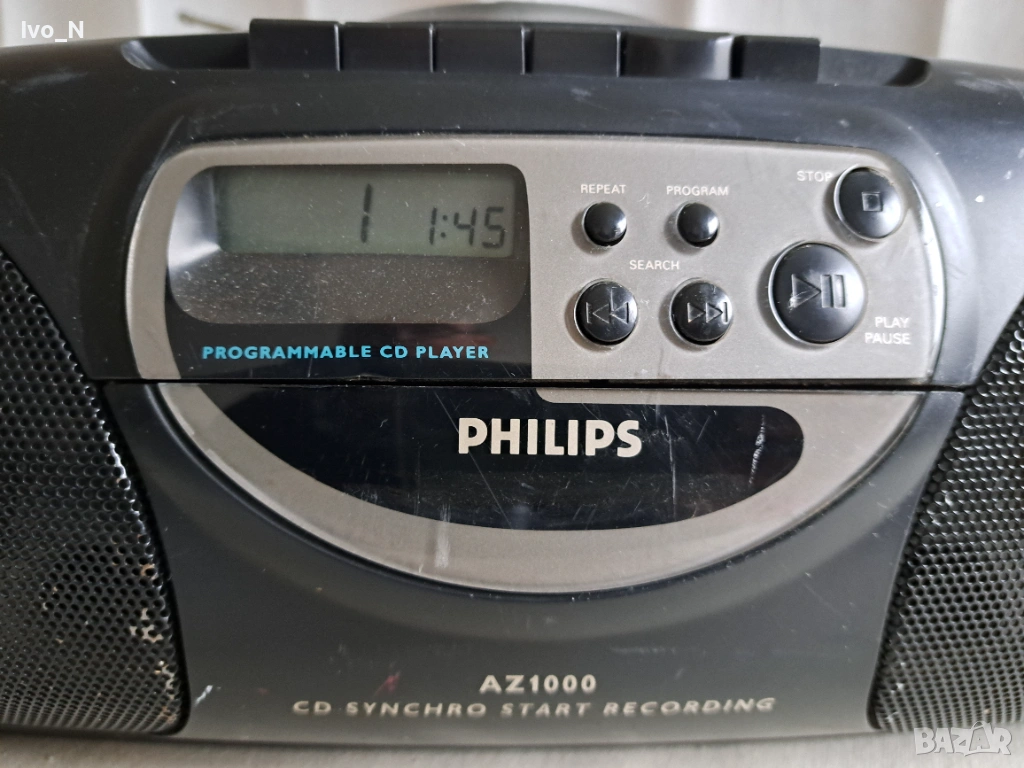 Ivo_N
1 1:45
REPEAT PROGRAM STOP
SEARCH
PLAY
PAUSE
PROGRAMMABLE CD PLAYER
PHILIPS
AZ1000
CD SYNCHRO START RECORDING
BAZAR